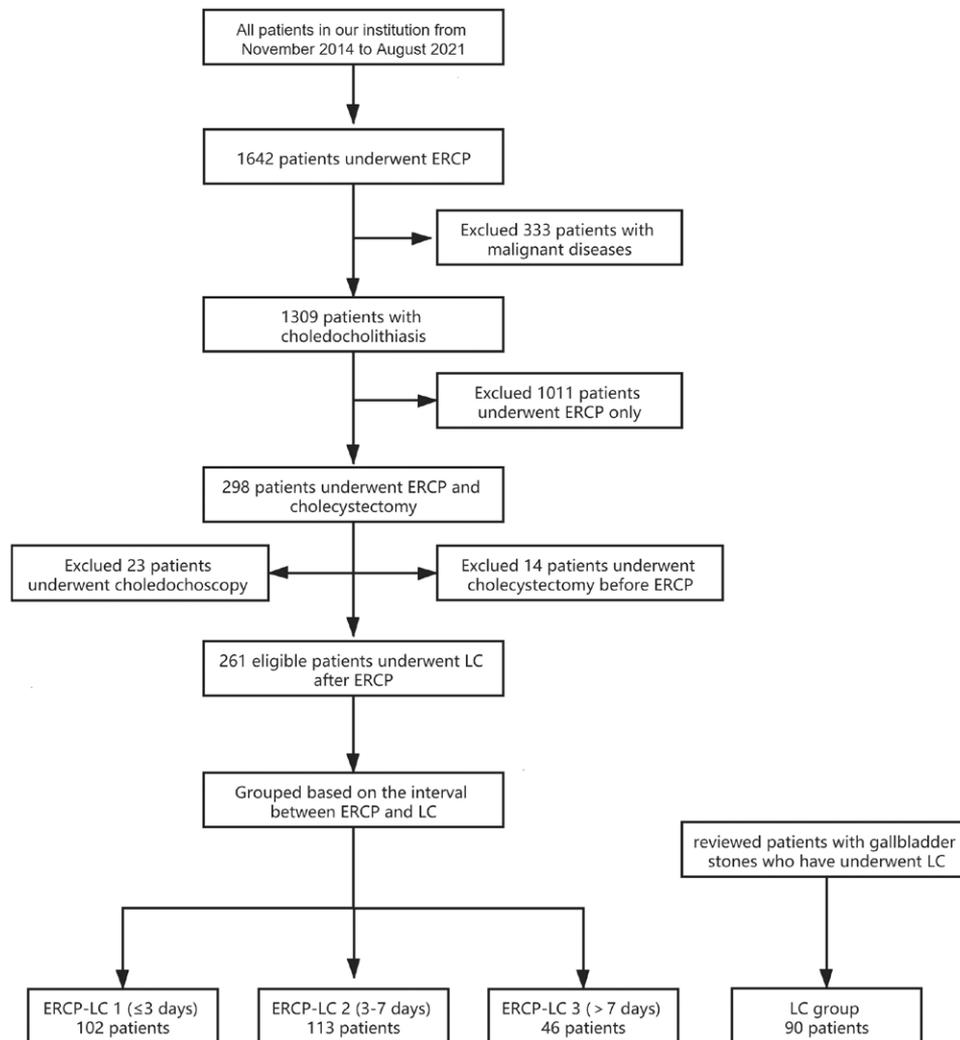 All patients in our institution from
November 2014 to August 2021
1642 patients underwent ERCP
Exclued 333 patients with
malignant diseases
1309 patients with
choledocholithiasis
Exclued 1011 patients
underwent ERCP only
298 patients underwent ERCP and
cholecystectomy
Exclued 23 patients
underwent choledochoscopy
Exclued 14 patients underwent
cholecystectomy before ERCP
261 eligible patients underwent LC
after ERCP
Grouped based on the interval
between ERCP and LC
reviewed patients with gallbladder
stones who have underwent LC
ERCP-LC 1 (≤3 days)
102 patients
ERCP-LC 2 (3-7 days)
113 patients
ERCP-LC 3 ( > 7 days)
46 patients
LC group
90 patients